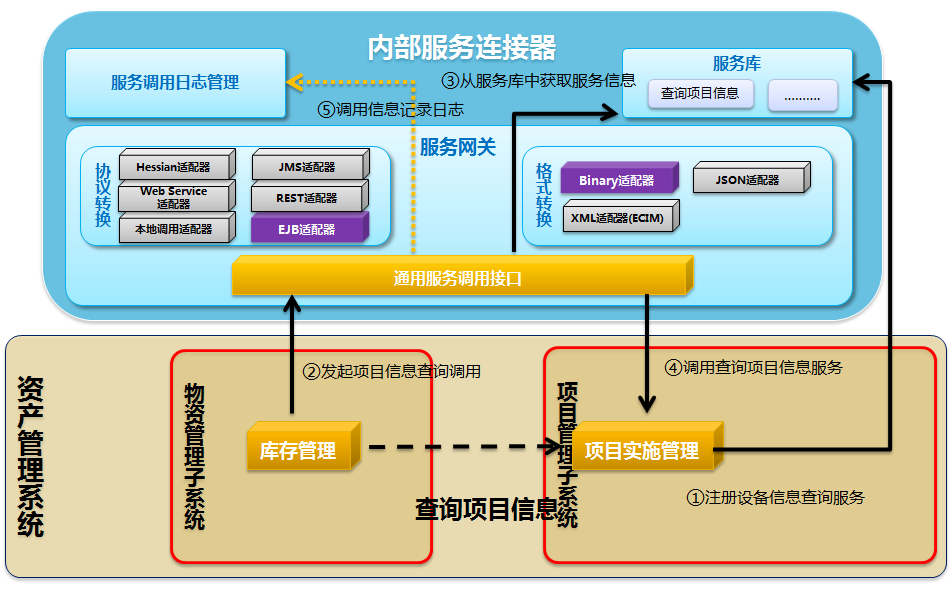 内部服务连接器
服务调用日志管理
服务库
③从服务库中获取服务信息
查询项目信息
..........
⑤调用信息记录日志
服务网关
协议转换
Hessian适配器
JMS适配器
Web Service
适配器
REST适配器
本地调用适配器
EJB适配器
格式转换
Binary适配器
JSON适配器
XML适配器(ECIM)
通用服务调用接口
②发起项目信息查询调用
④调用查询项目信息服务
资产管理系统
物资管理子系统
库存管理
项目管理子系统
项目实施管理
查询项目信息
①注册设备信息查询服务